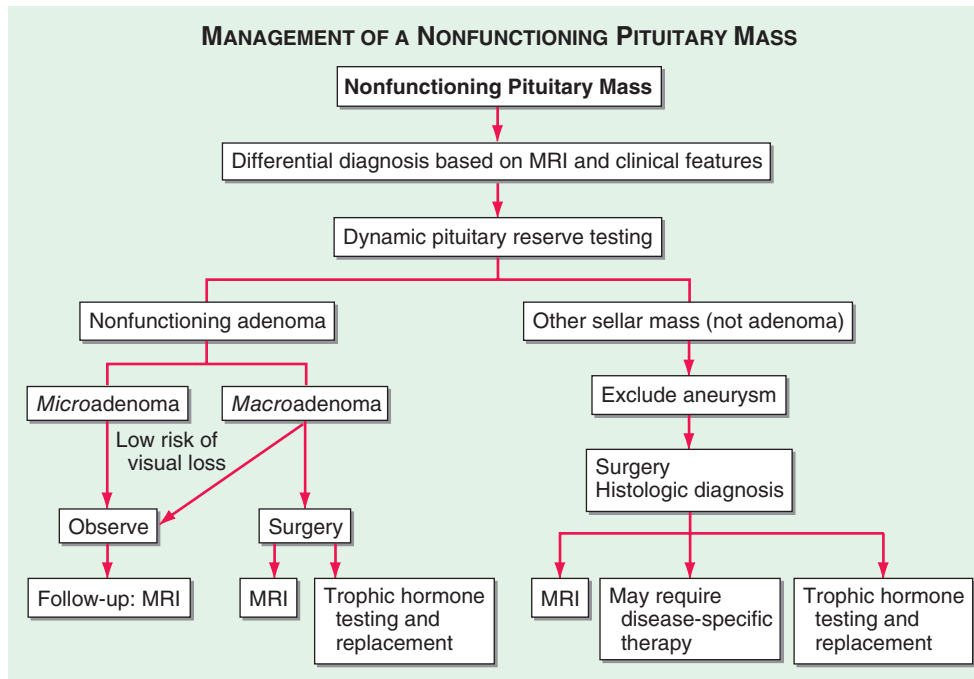 MANAGEMENT OF A NONFUNCTIONING PITUITARY MASS
Nonfunctioning Pituitary Mass
Differential diagnosis based on MRI and clinical features
Dynamic pituitary reserve testing
Nonfunctioning adenoma
Other sellar mass (not adenoma)
Microadenoma
Macroadenoma
Exclude aneurysm
Low risk of
visual loss
Surgery
Histologic diagnosis
Observe
Surgery
Follow-up: MRI
MRI
Trophic hormone
testing and
replacement
MRI
May require
disease-specific
therapy
Trophic hormone
testing and
replacement